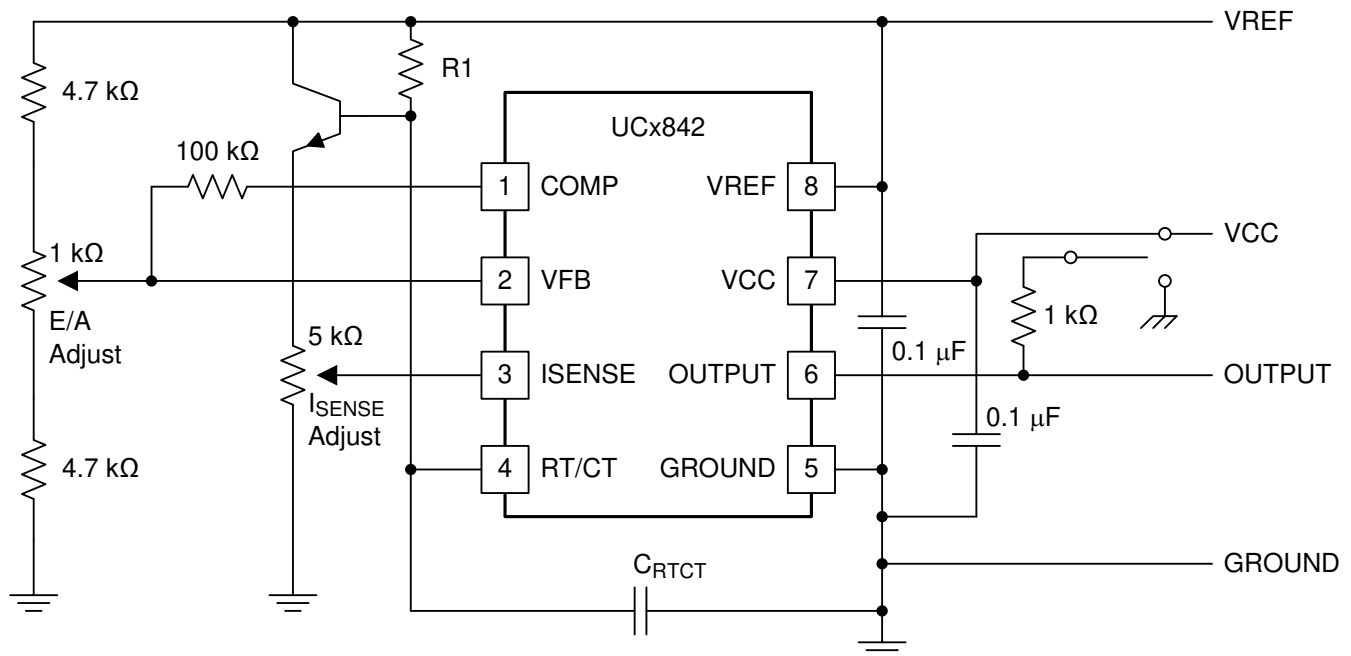 VREF
4.7 kΩ
R1
UCx842
100 kΩ
1 COMP
VREF 8
1 kΩ
VCC
E/A
Adjust
2 VFB
VCC 7
1 kΩ
5 kΩ
0.1 μF
3 ISENSE
OUTPUT 6
OUTPUT
ISENSE
Adjust
0.1 μF
4.7 kΩ
4 RT/CT
GROUND 5
CRTCT
GROUND